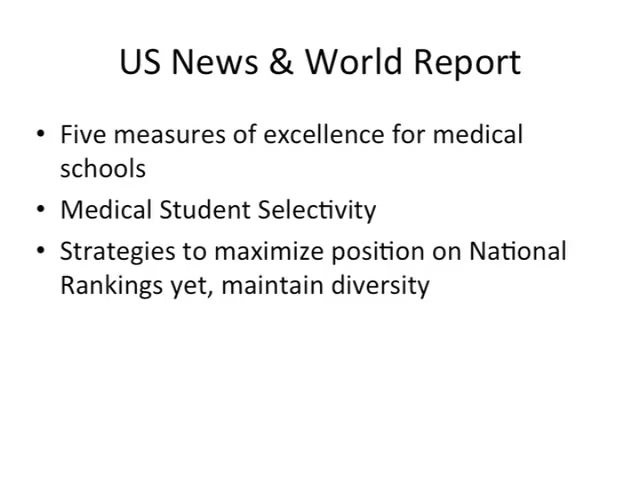 US News & World Report
• Five measures of excellence for medical
schools
• Medical Student Selectivity
• Strategies to maximize position on National
Rankings yet, maintain diversity